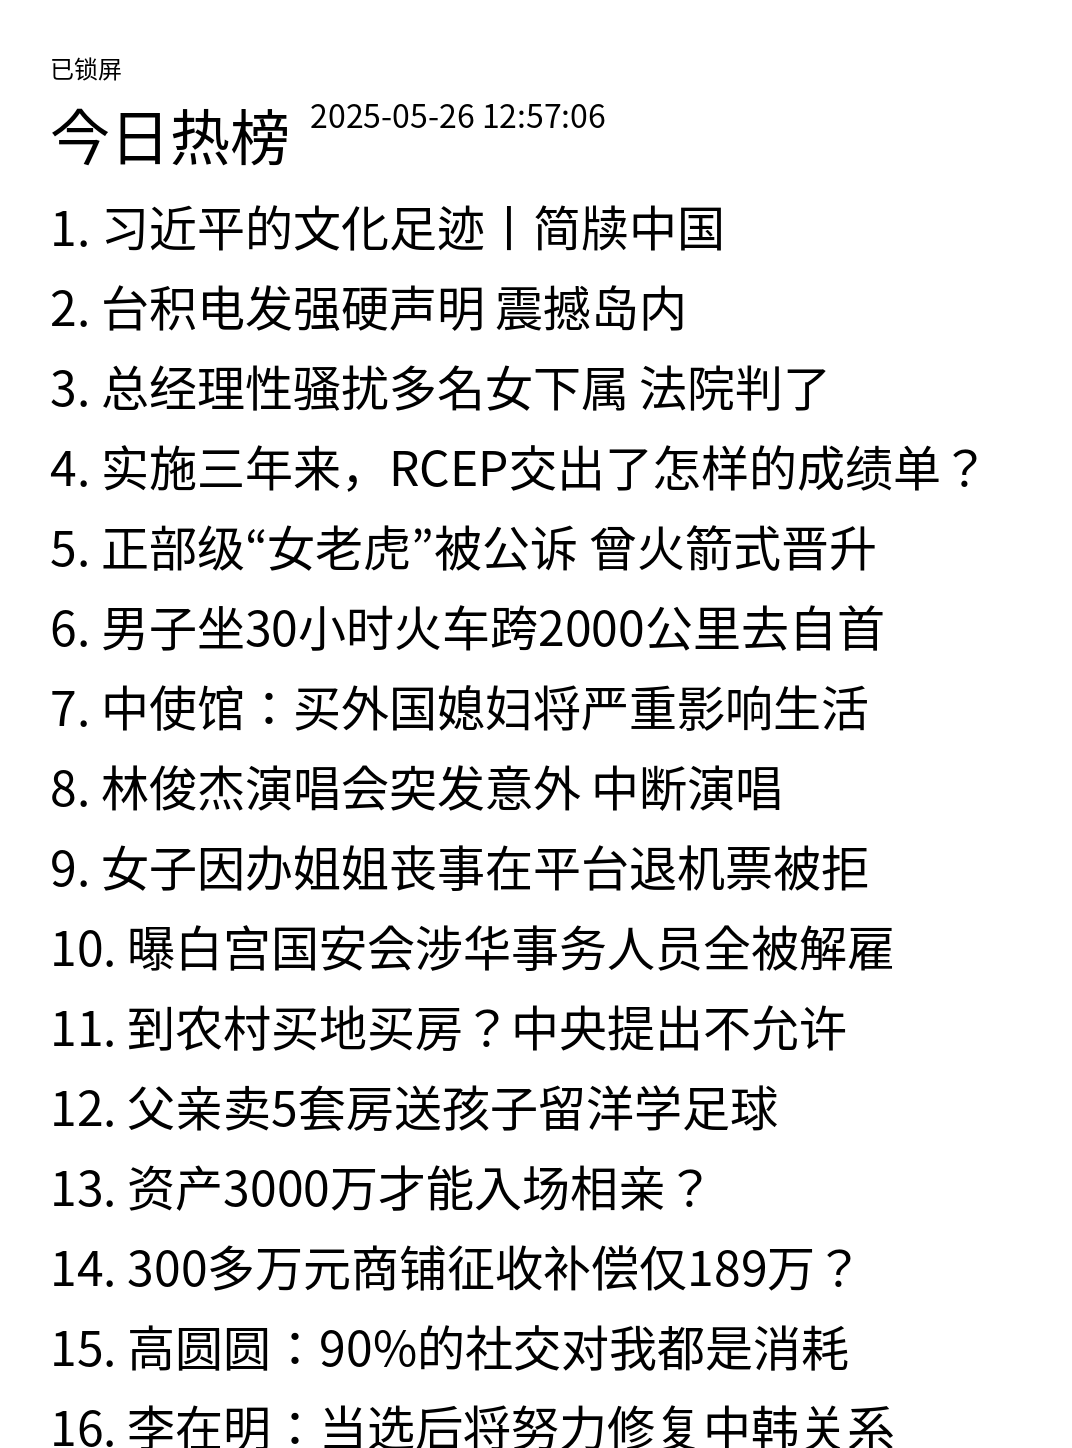 已锁屏
今日热榜 2025-05-26 12:57:06
1. 习近平的文化足迹丨简牍中国
2. 台积电发强硬声明 震撼岛内
3. 总经理性骚扰多名女下属 法院判了
4. 实施三年来，RCEP交出了怎样的成绩单？
5. 正部级“女老虎”被公诉 曾火箭式晋升
6. 男子坐30小时火车跨2000公里去自首
7. 中使馆：买外国媳妇将严重影响生活
8. 林俊杰演唱会突发意外 中断演唱
9. 女子因办姐姐丧事在平台退机票被拒
10. 曝白宫国安会涉华事务人员全被解雇
11. 到农村买地买房？中央提出不允许
12. 父亲卖5套房送孩子留洋学足球
13. 资产3000万才能入场相亲？
14. 300多万元商铺征收补偿仅189万？
15. 高圆圆：90%的社交对我都是消耗
16. 李在明：当选后将努力修复中韩关系